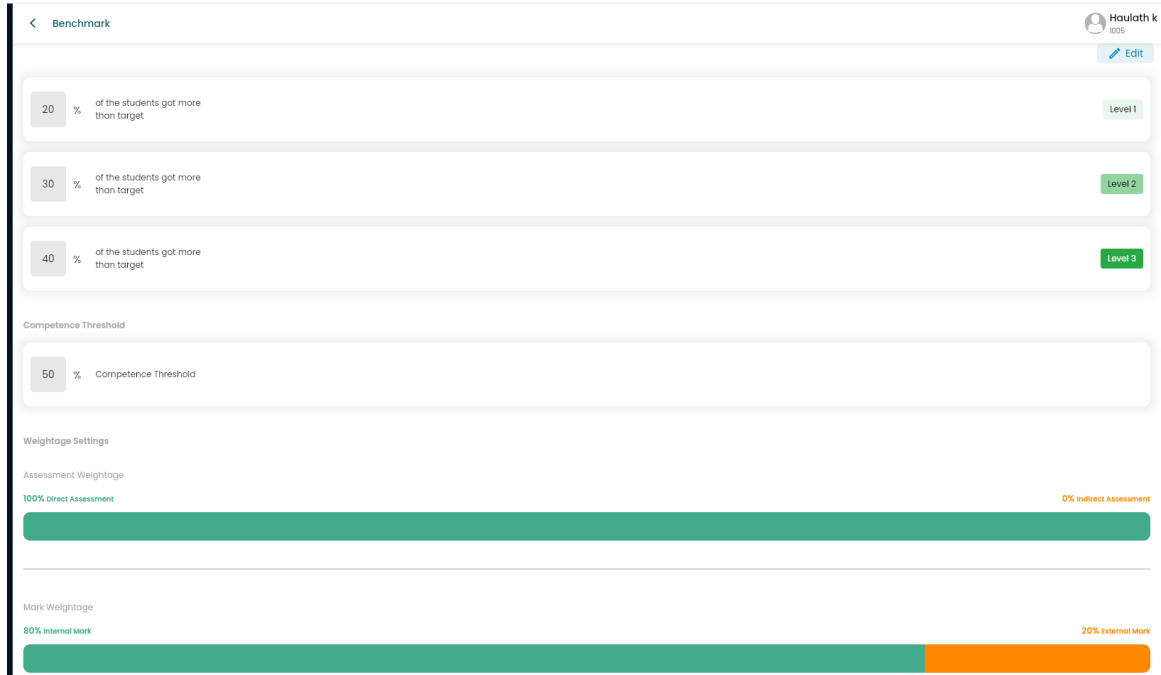 Benchmark
Haulath k
1005
Edit
20 % of the students got more
than target
Level 1
30 % of the students got more
than target
Level 2
40 % of the students got more
than target
Level 3
Competence Threshold
50 % Competence Threshold
Weightage Settings
Assessment Weightage
100% Direct Assessment
0% Indirect Assessment
Mark Weightage
80% Internal Mark
20% External Mark